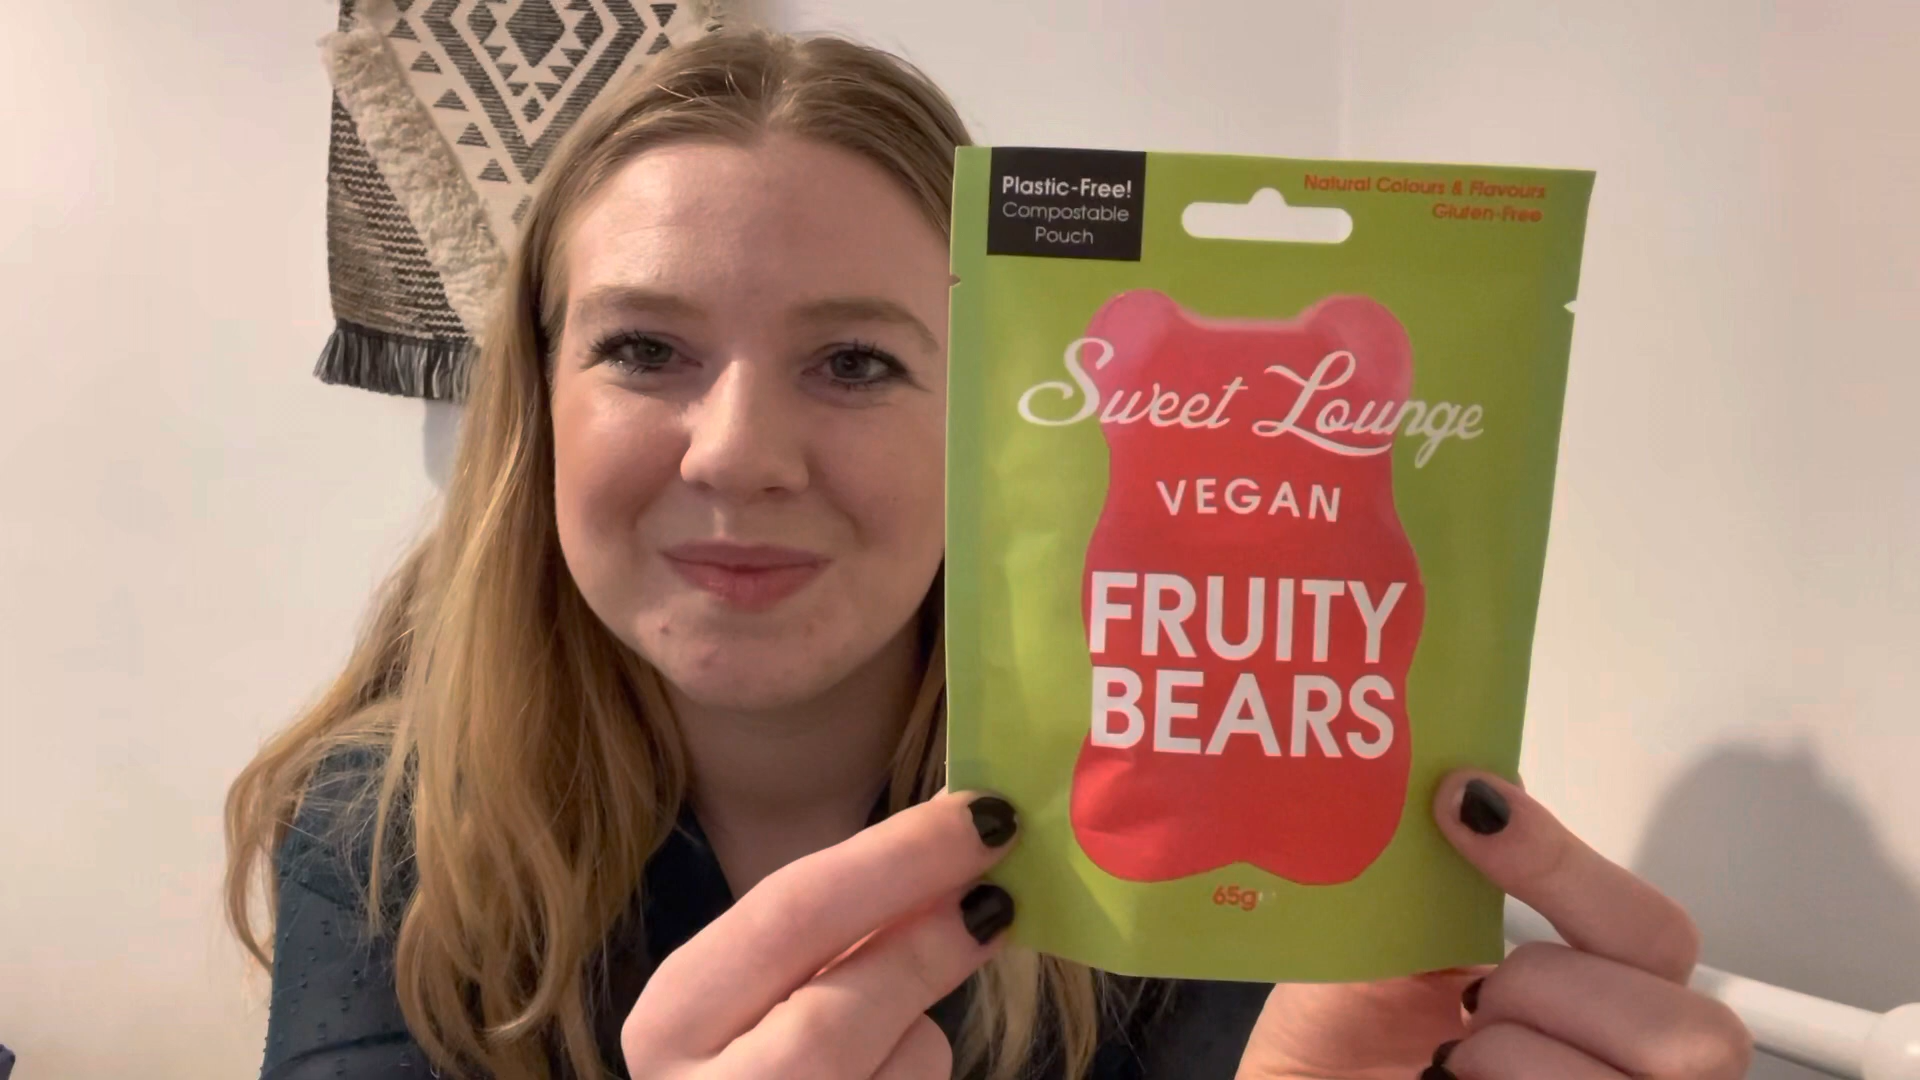 Plastic-Free!
Compostable
Pouch
Natural Colours & Flavours
Gluten-Free
Sweet Lounge
VEGAN
FRUITY
BEARS
65g